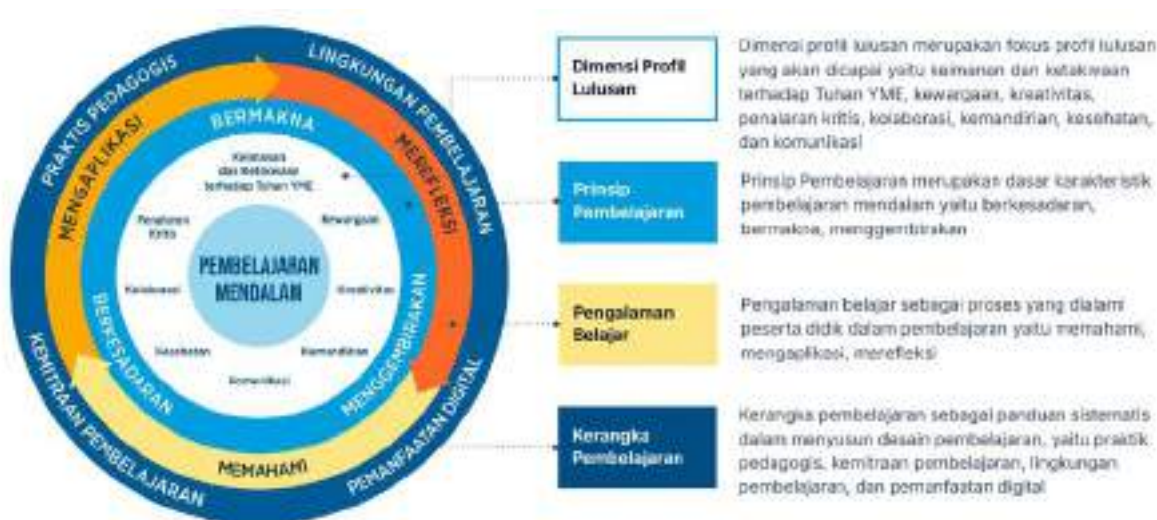 PRAKTIS PEDAGOGIS
LINGKUNGAN PEMBELAJARAN
MENGAPLIKASI
MEREFLEKSI
BERMAKNA
Keimanan
dan Ketakwaan
terhadap Tuhan YME
Penalaran
Kritis
Kewargaan
PEMBELAJARAN
MENDALAN
Kolaborasi
Kreativitas
Kesehatan
Kemandirian
Komunikasi
BERKESADARAN
MENGGEMBIRAKAN
MEMAHAMI
KEMITRAAN PEMBELAJARAN
PEMANFAATAN DIGITAL
Dimensi Profil
Lulusan
Dimensi profil lulusan merupakan fokus profil lulusan
yang akan dicapai yaitu keimanan dan ketakwaan
terhadap Tuhan YME, kewargaan, kreativitas,
penalaran kritis, kolaborasi, kemandirian, kesehatan,
dan komunikasi
Prinsip
Pembelajaran
Prinsip Pembelajaran merupakan dasar karakteristik
pembelajaran mendalam yaitu berkesadaran,
bermakna, menggembirakan
Pengalaman
Belajar
Pengalaman belajar sebagai proses yang dialami
peserta didik dalam pembelajaran yaitu memahami,
mengaplikasi, merefleksi
Kerangka
Pembelajaran
Kerangka pembelajaran sebagai panduan sistematis
dalam menyusun desain pembelajaran, yaitu praktik
pedagogis, kemitraan pembelajaran, lingkungan
pembelajaran, dan pemanfaatan digital